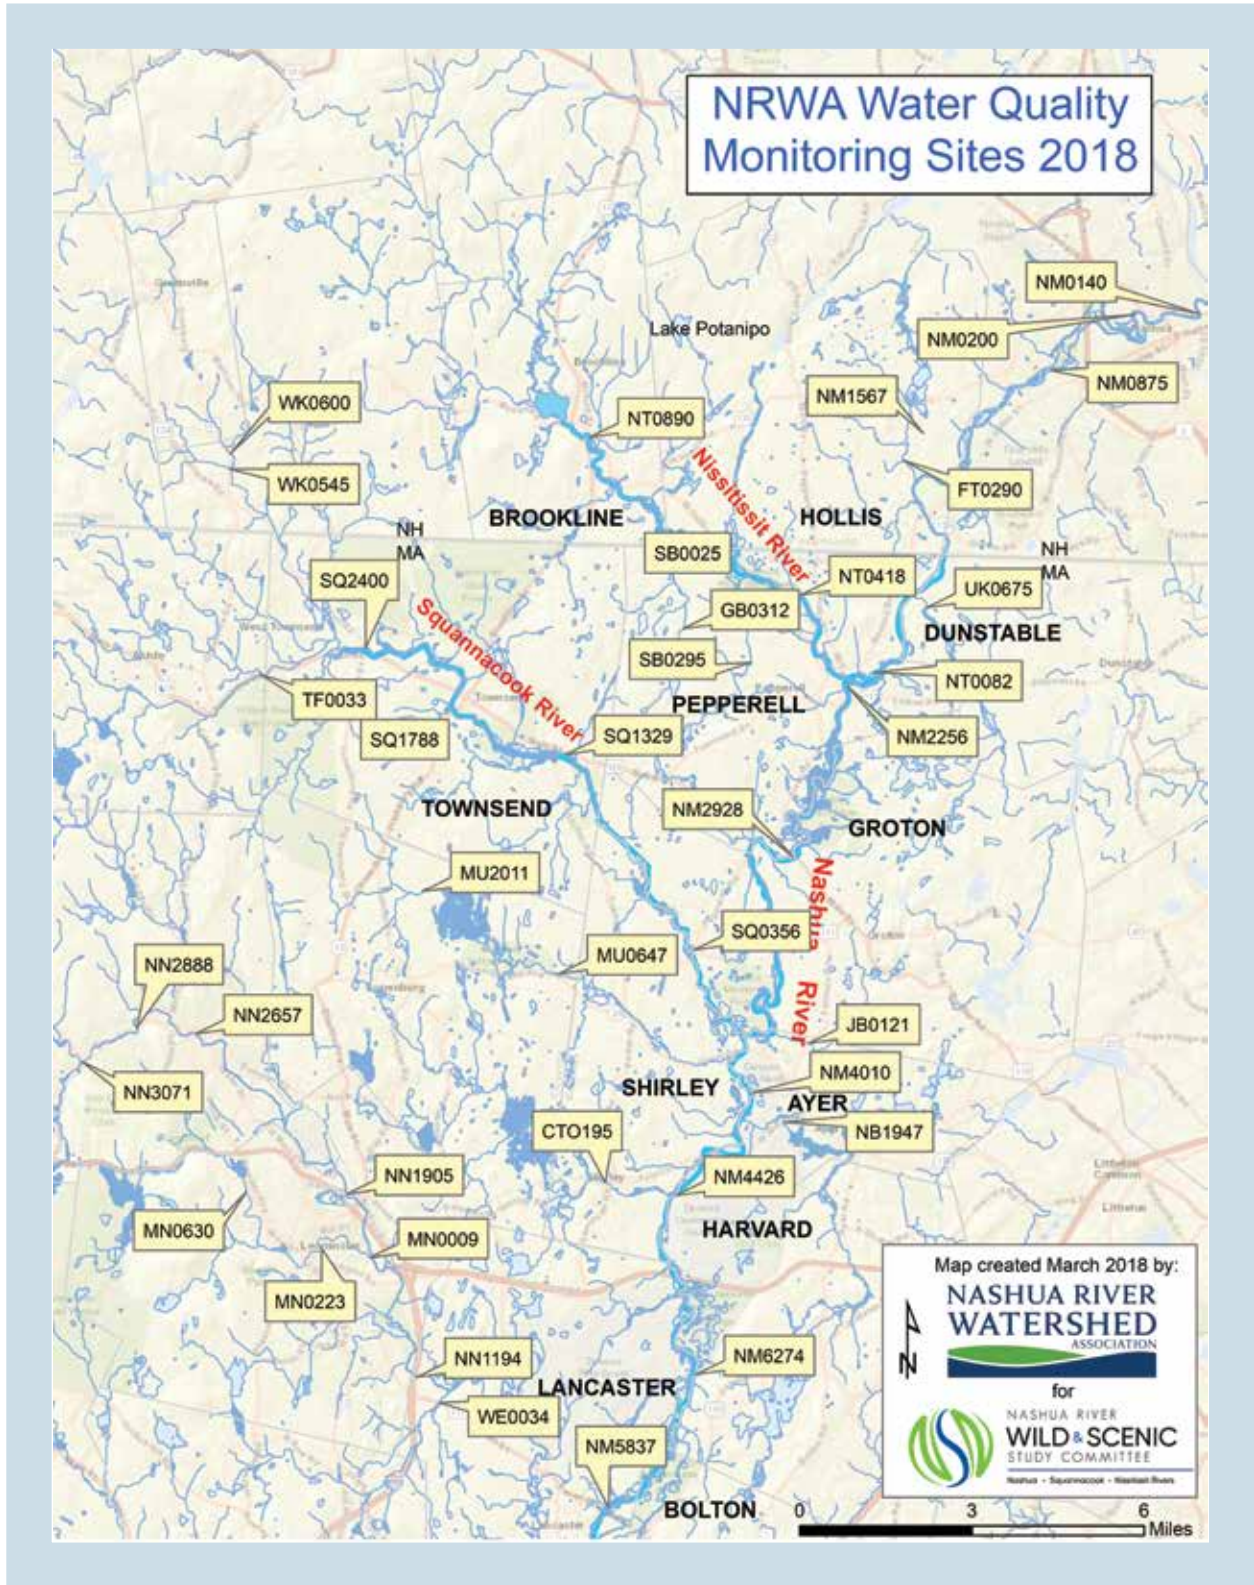 NRWA Water Quality
Monitoring Sites 2018
NM0140
Lake Potanipo
NM0200
NM0875
NM1567
WK0600
NT0890
WK0545
FT0290
Nissitissit River
BROOKLINE
HOLLIS
NH
MA
SB0025
NH
MA
SQ2400
NT0418
UK0675
GB0312
Squannacook River
DUNSTABLE
SB0295
NT0082
TF0033
PEPPERELL
SQ1788
SQ1329
NM2256
TOWNSEND
NM2928
GROTON
MU2011
Nashua River
SQ0356
MU0647
NN2888
NN2657
JB0121
NM4010
NN3071
SHIRLEY
AYER
CTO195
NB1947
NN1905
NM4426
MN0630
HARVARD
MN0009
MN0223
NN1194
NM6274
LANCASTER
WE0034
NM5837
BOLTON
Map created March 2018 by:
NASHUA RIVER
WATERSHED
ASSOCIATION
for
NASHUA RIVER
WILD & SCENIC
STUDY COMMITTEE
Nashua - Squannacook - Nissitissit Rivers
N
0 3 6
Miles